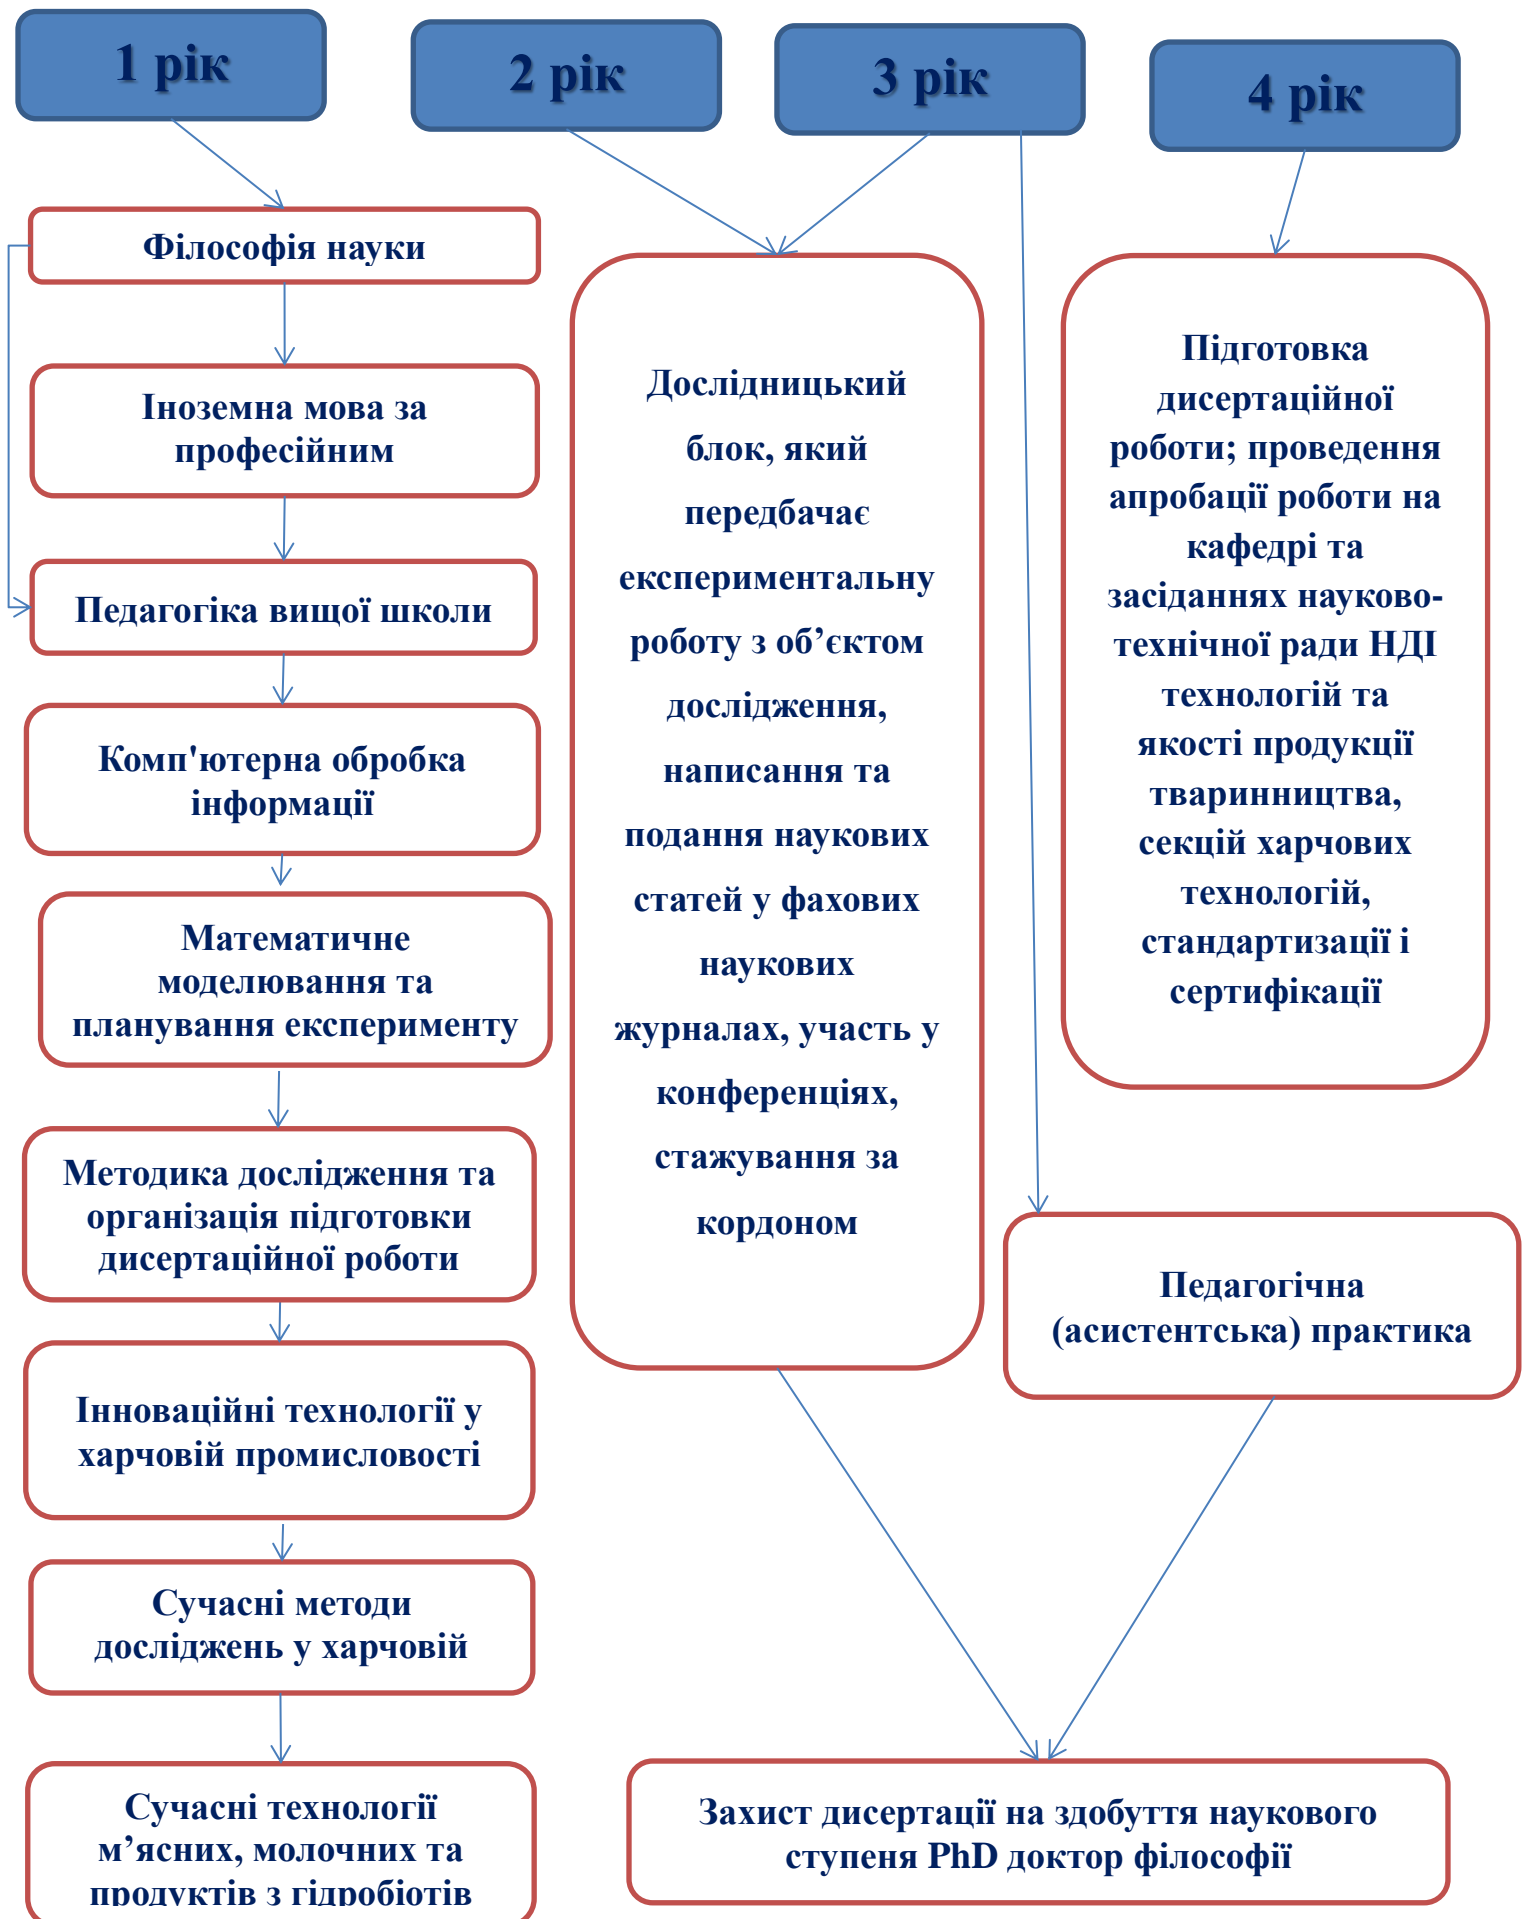 1 рік
2 рік
3 рік
4 рік
Філософія науки
Іноземна мова за
професійним
Педагогіка вищої школи
Комп'ютерна обробка
інформації
Математичне
моделювання та
планування експерименту
Методика дослідження та
організація підготовки
дисертаційної роботи
Інноваційні технології у
харчовій промисловості
Сучасні методи
досліджень у харчовій
Сучасні технології
м’ясних, молочних та
продуктів з гідробіотів
Дослідницький
блок, який
передбачає
експериментальну
роботу з об’єктом
дослідження,
написання та
подання наукових
статей у фахових
наукових
журналах, участь у
конференціях,
стажування за
кордоном
Підготовка
дисертаційної
роботи; проведення
апробації роботи на
кафедрі та
засіданнях науково-
технічної ради НДІ
технологій та
якості продукції
тваринництва,
секцій харчових
технологій,
стандартизації і
сертифікації
Педагогічна
(асистентська) практика
Захист дисертації на здобуття наукового
ступеня PhD доктор філософії